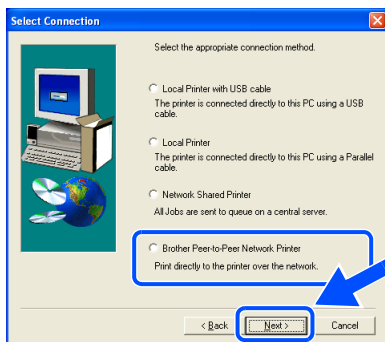 Select Connection
Select the appropriate connection method.
Local Printer with USB cable
The printer is connected directly to this PC using a USB
cable.
Local Printer
The printer is connected directly to this PC using a Parallel
cable.
Network Shared Printer
All Jobs are sent to queue on a central server.
Brother Peer-to-Peer Network Printer
Print directly to the printer over the network.
< Back Next > Cancel